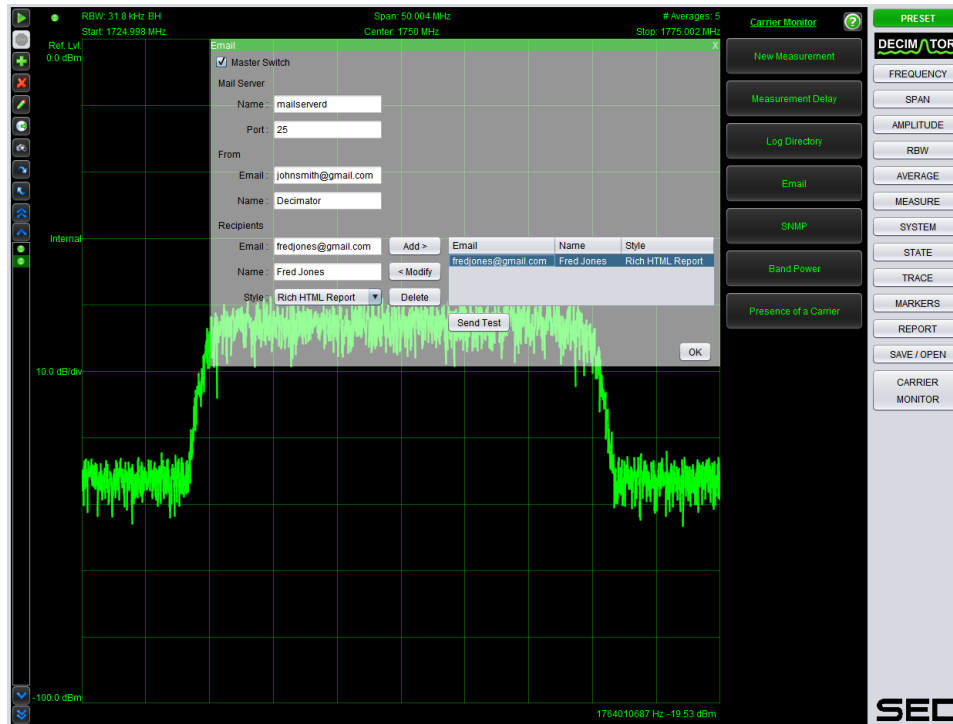 RBW: 31.8 kHz BH
Span: 50.004 MHz
# Averages: 5
Start: 1724.998 MHz
Center: 1750 MHz
Stop: 1775.002 MHz
Ref. Lvl.
0.0 dBm
Internal
10.0 dB/div
-100.0 dBm
1764010687 Hz -19.53 dBm
Email
X
Master Switch
Mail Server
Name : mailserverd
Port : 25
From
Email : johnsmith@gmail.com
Name : Decimator
Recipients
Email : fredjones@gmail.com
Name : Fred Jones
Style : Rich HTML Report
Add >
< Modify
Delete
Email Name Style
fredjones@gmail.com Fred Jones Rich HTML Report
Send Test
OK
Carrier Monitor
?
New Measurement
Measurement Delay
Log Directory
Email
SNMP
Band Power
Presence of a Carrier
PRESET
DECIMATOR
FREQUENCY
SPAN
AMPLITUDE
RBW
AVERAGE
MEASURE
SYSTEM
STATE
TRACE
MARKERS
REPORT
SAVE / OPEN
CARRIER
MONITOR